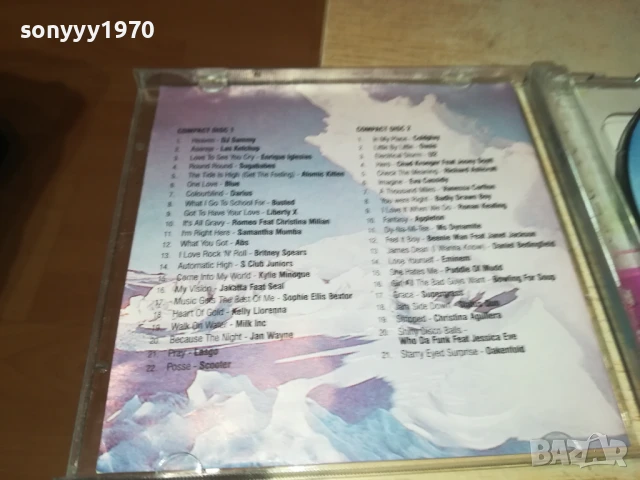 sonyyy1970
COMPACT DISC 1
1. Heaven - DJ Sammy
2. Asereje - Las Ketchup
3. Love To See You Cry - Enrique Iglesias
4. Round Round - Sugababes
5. The Tide Is High (Get The Feeling) - Atomic Kitten
6. One Love - Blue
7. Colourblind - Darius
8. What I Go To School For - Busted
9. Got To Have Your Love - Liberty X
10. It's All Gravy - Romeo Feat Christina Milian
11. I'm Right Here - Samantha Mumba
12. What You Got - Abs
13. I Love Rock 'N' Roll - Britney Spears
14. Automatic High - S Club Juniors
15. Come Into My World - Kylie Minogue
16. My Vision - Jakatta Feat Seal
17. Music Gets The Best Of Me - Sophie Ellis Bextor
18. Heart Of Gold - Kelly Llorenna
19. Walk On Water - Milk Inc
20. Because The Night - Jan Wayne
21. Pray - Lasgo
22. Posse - Scooter
COMPACT DISC 2
1. In My Place - Coldplay
2. Little By Little - Oasis
3. Electrical Storm - U2
4. Hero - Chad Kroeger Feat Josey Scott
5. Check The Meaning - Richard Ashcroft
6. Imagine - Eva Cassidy
7. A Thousand Miles - Vanessa Carlton
8. You Were Right - Badly Drawn Boy
9. I Love It When We Do - Ronan Keating
10. Fantasy - Appleton
11. Dy-Na-Mi-Tee - Ms Dynamite
12. Feel It Boy - Beenie Man Feat Janet Jackson
13. James Dean (I Wanna Know) - Daniel Bedingfield
14. Lose Yourself - Eminem
15. She Hates Me - Puddle Of Mudd
16. Girl All The Bad Guys Want - Bowling For Soup
17. Grace - Supergrass
18. Side
19. Stripped - Christina Aguilera
20. Shiny Disco Balls -
Who Da Funk Feat Jessica Eve
21. Starry Eyed Surprise - Oakenfold
BAZAR
bg